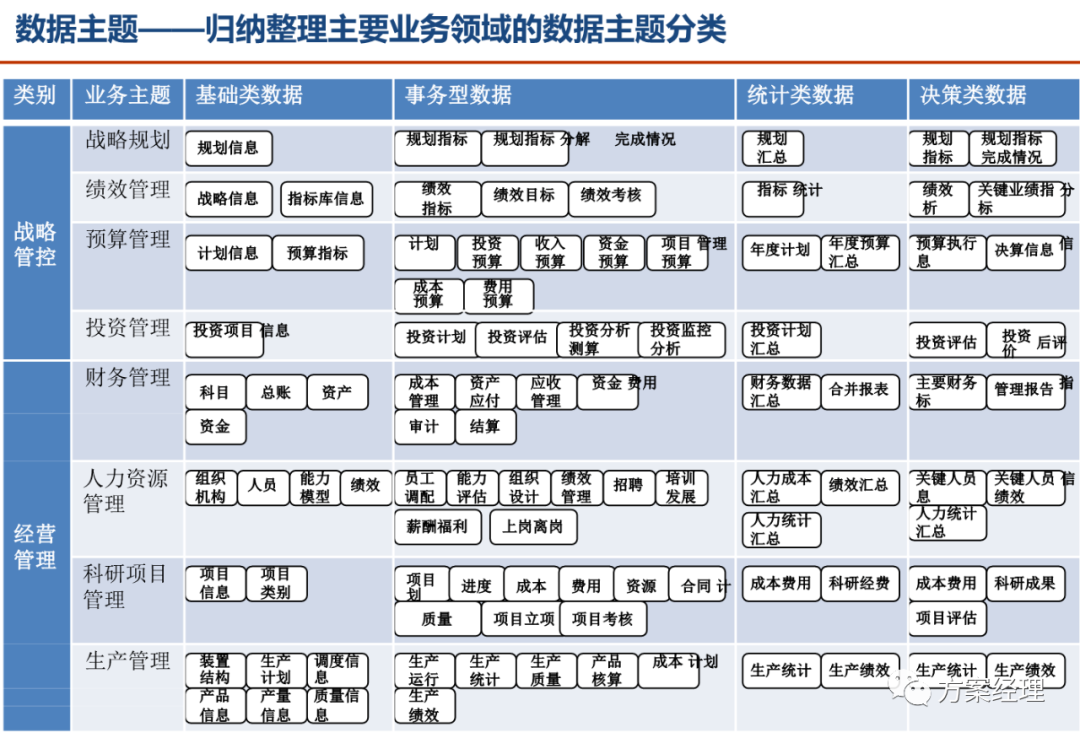 数据主题——归纳整理主要业务领域的数据主题分类
类别 业务主题 基础类数据 事务型数据 统计类数据 决策类数据
战略
管控
战略规划
规划信息
规划指标 规划指标 分解 完成情况
规划
汇总
规划
指标
规划指标
完成情况
绩效管理
战略信息 指标库信息
绩效
指标
绩效目标 绩效考核
指标 统计
绩效
析
关键业绩指 分
标
预算管理
计划信息 预算指标
计划
投资
预算
收入
预算
资金
预算
项目 管理
预算
成本
预算
费用
预算
年度计划
年度预算
汇总
预算执行
息
决算信息 信
投资管理
投资项目 信息
投资计划 投资评估
投资分析
测算
投资监控
分析
投资计划
汇总
投资评估
投资
价 后评
经营
管理
财务管理
科目 总账 资产
资金
成本
管理
资产
应付
应收
管理
资金 费用
审计 结算
财务数据
汇总
合并报表
主要财务
标
管理报告 指
人力资源
管理
组织
机构
人员
能力
模型
绩效
员工
调配
能力
评估
组织
设计
绩效
管理
招聘
培训
发展
薪酬福利 上岗离岗
人力成本
汇总
绩效汇总
人力统计
汇总
关键人员
息
关键人员 信
绩效
人力统计
汇总
科研项目
管理
项目
信息
项目
类别
项目
划
进度 成本 费用 资源 合同 计
质量 项目立项 项目考核
成本费用 科研经费
成本费用 科研成果
项目评估
生产管理
装置
结构
生产
计划
调度信
息
产品
信息
产量
信息
质量信
息
生产
运行
生产
统计
生产
质量
产品
核算
成本 计划
生产
绩效
生产统计 生产绩效
生产统计 生产绩效
方案经理